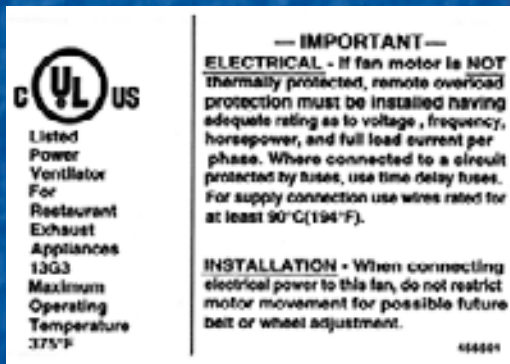 C UL US
Listed
Power
Ventilator
For
Restaurant
Exhaust
Appliances
13G3
Maximum
Operating
Temperature
375°F
— IMPORTANT —
ELECTRICAL - If fan motor is NOT
thermally protected, remote overload
protection must be installed having
adequate rating as to voltage , frequency,
horsepower, and full load current per
phase. Where connected to a circuit
protected by fuses, use time delay fuses.
For supply connection use wires rated for
at least 90°C(194°F).
INSTALLATION - When connecting
electrical power to this fan, do not restrict
motor movement for possible future
belt or wheel adjustment.